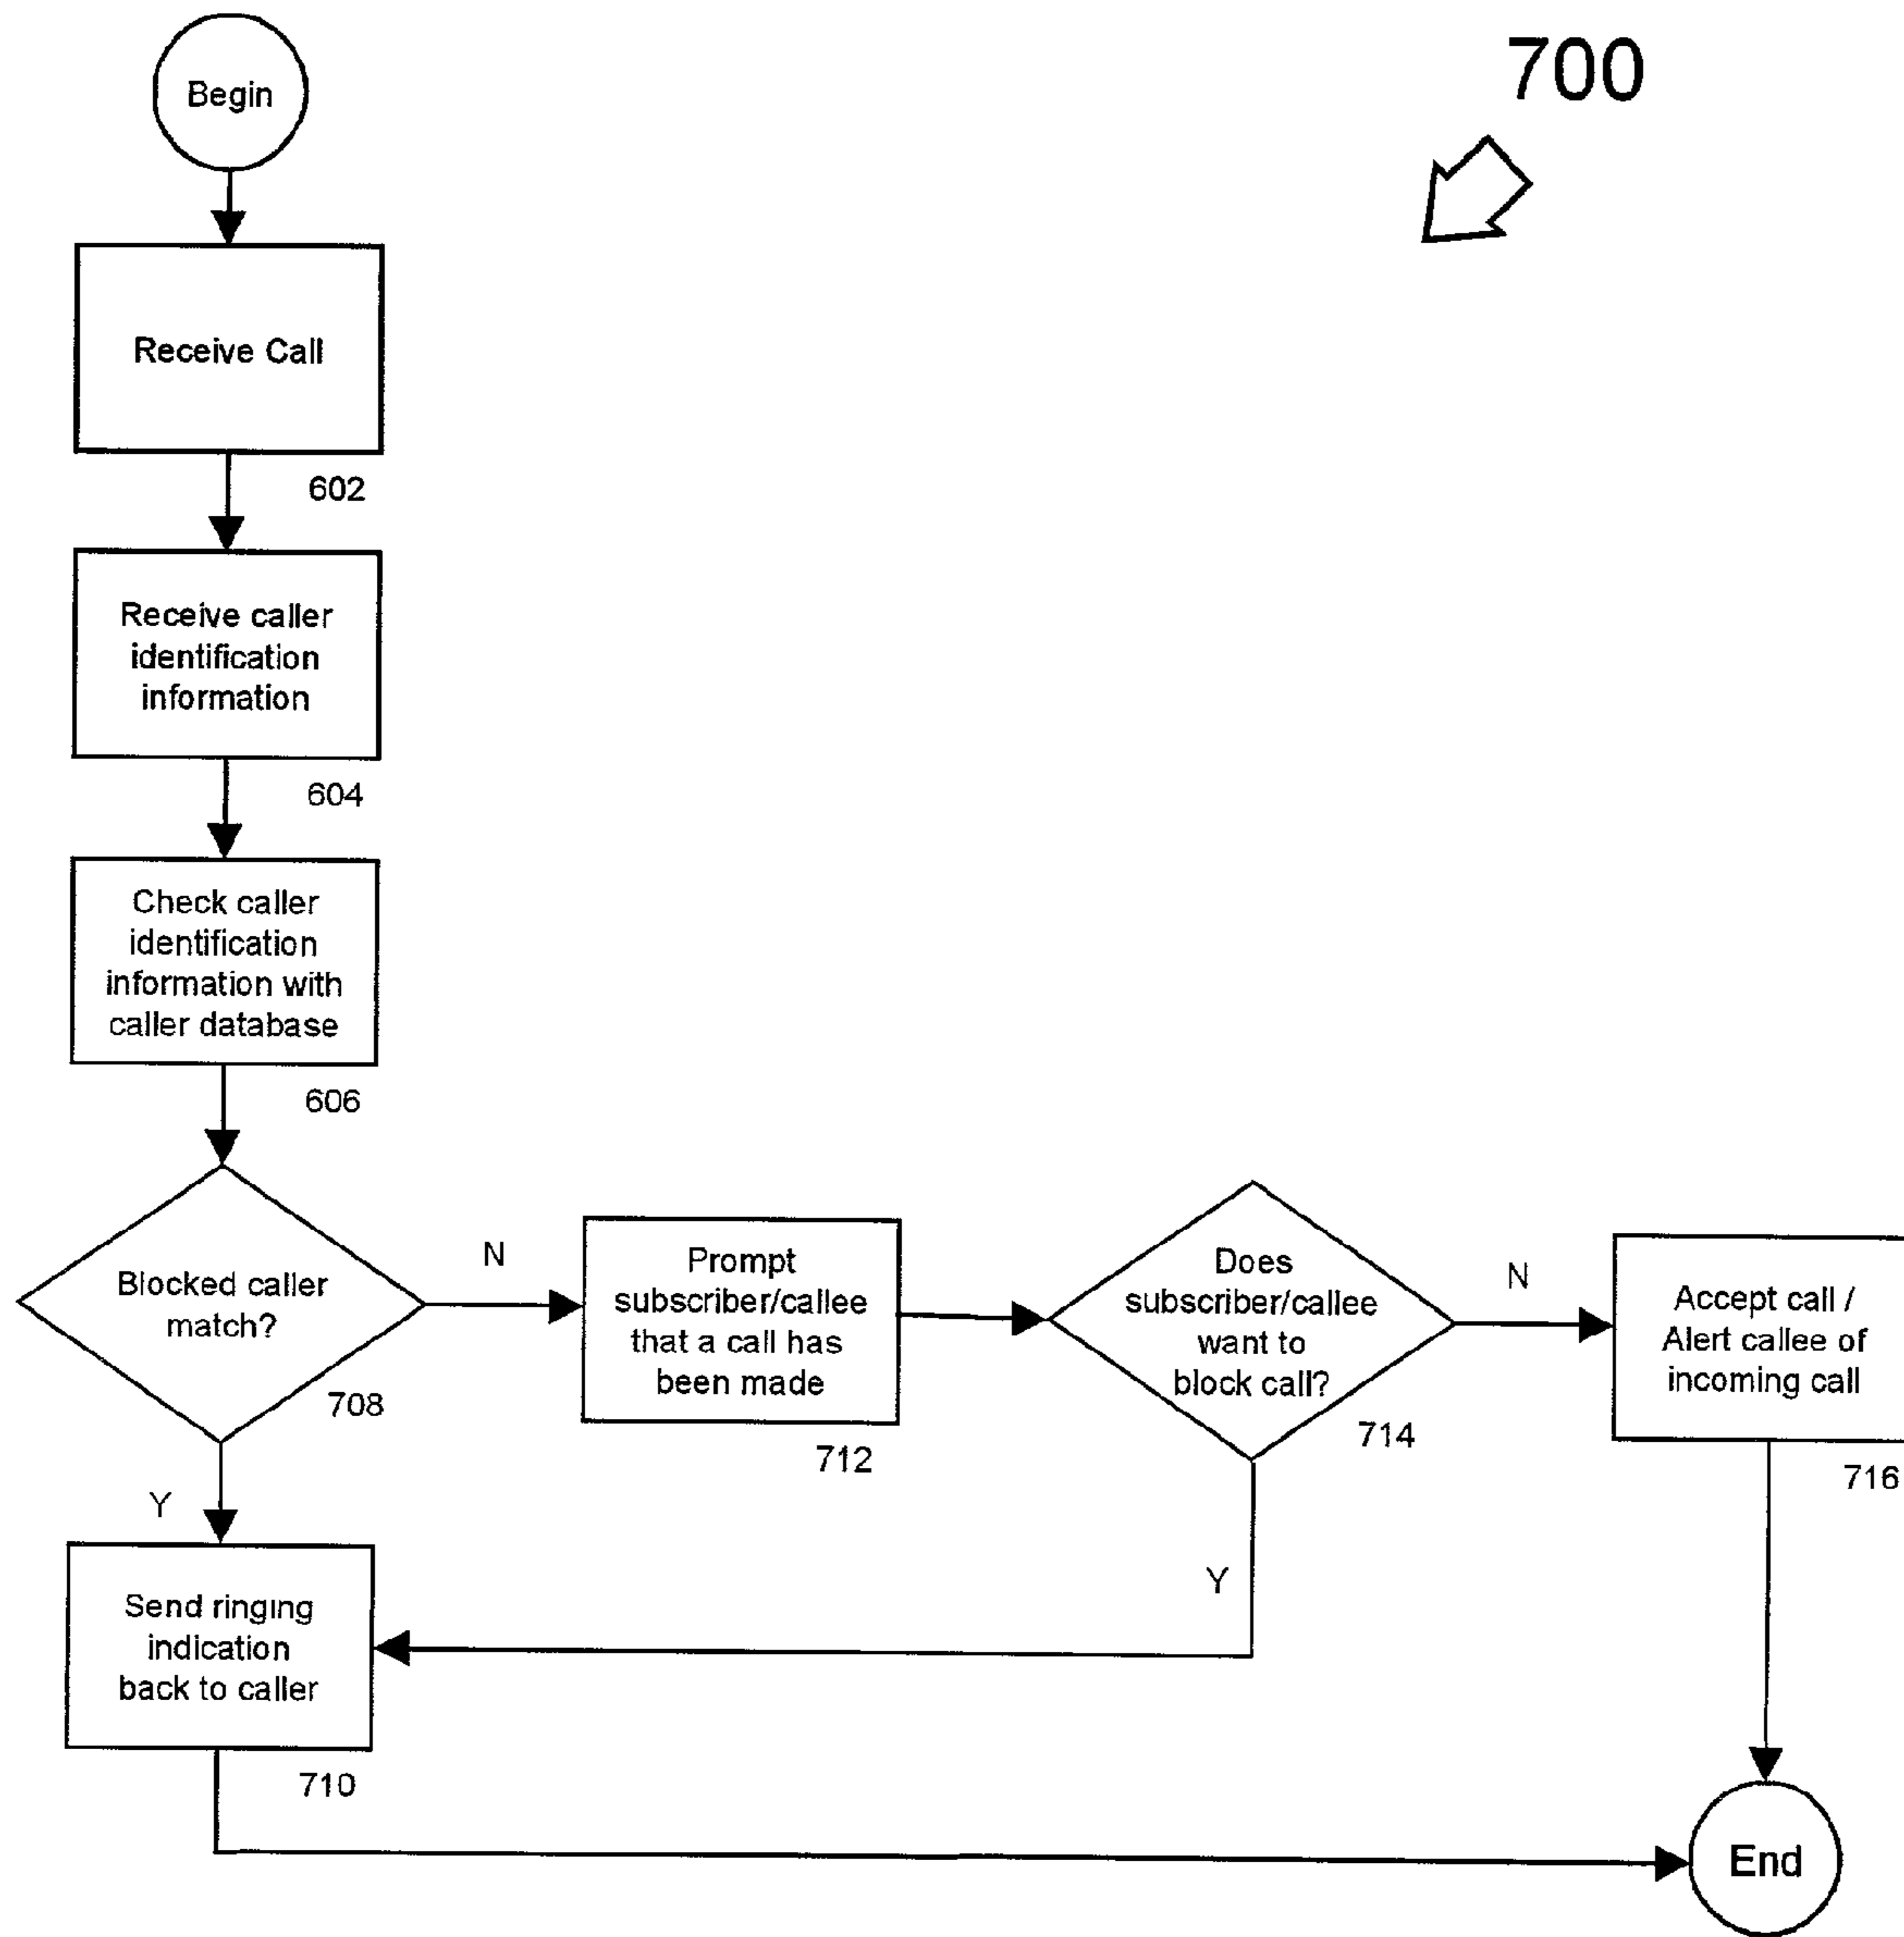 700
Begin
Receive Call
602
Receive caller
identification
information
604
Check caller
identification
information with
caller database
606
Blocked caller
match?
708
N
Prompt
subscriber/callee
that a call has
been made
712
Does
subscriber/callee
want to
block call?
714
N
Accept call /
Alert callee of
incoming call
716
Y
Y
Send ringing
indication
back to caller
710
End